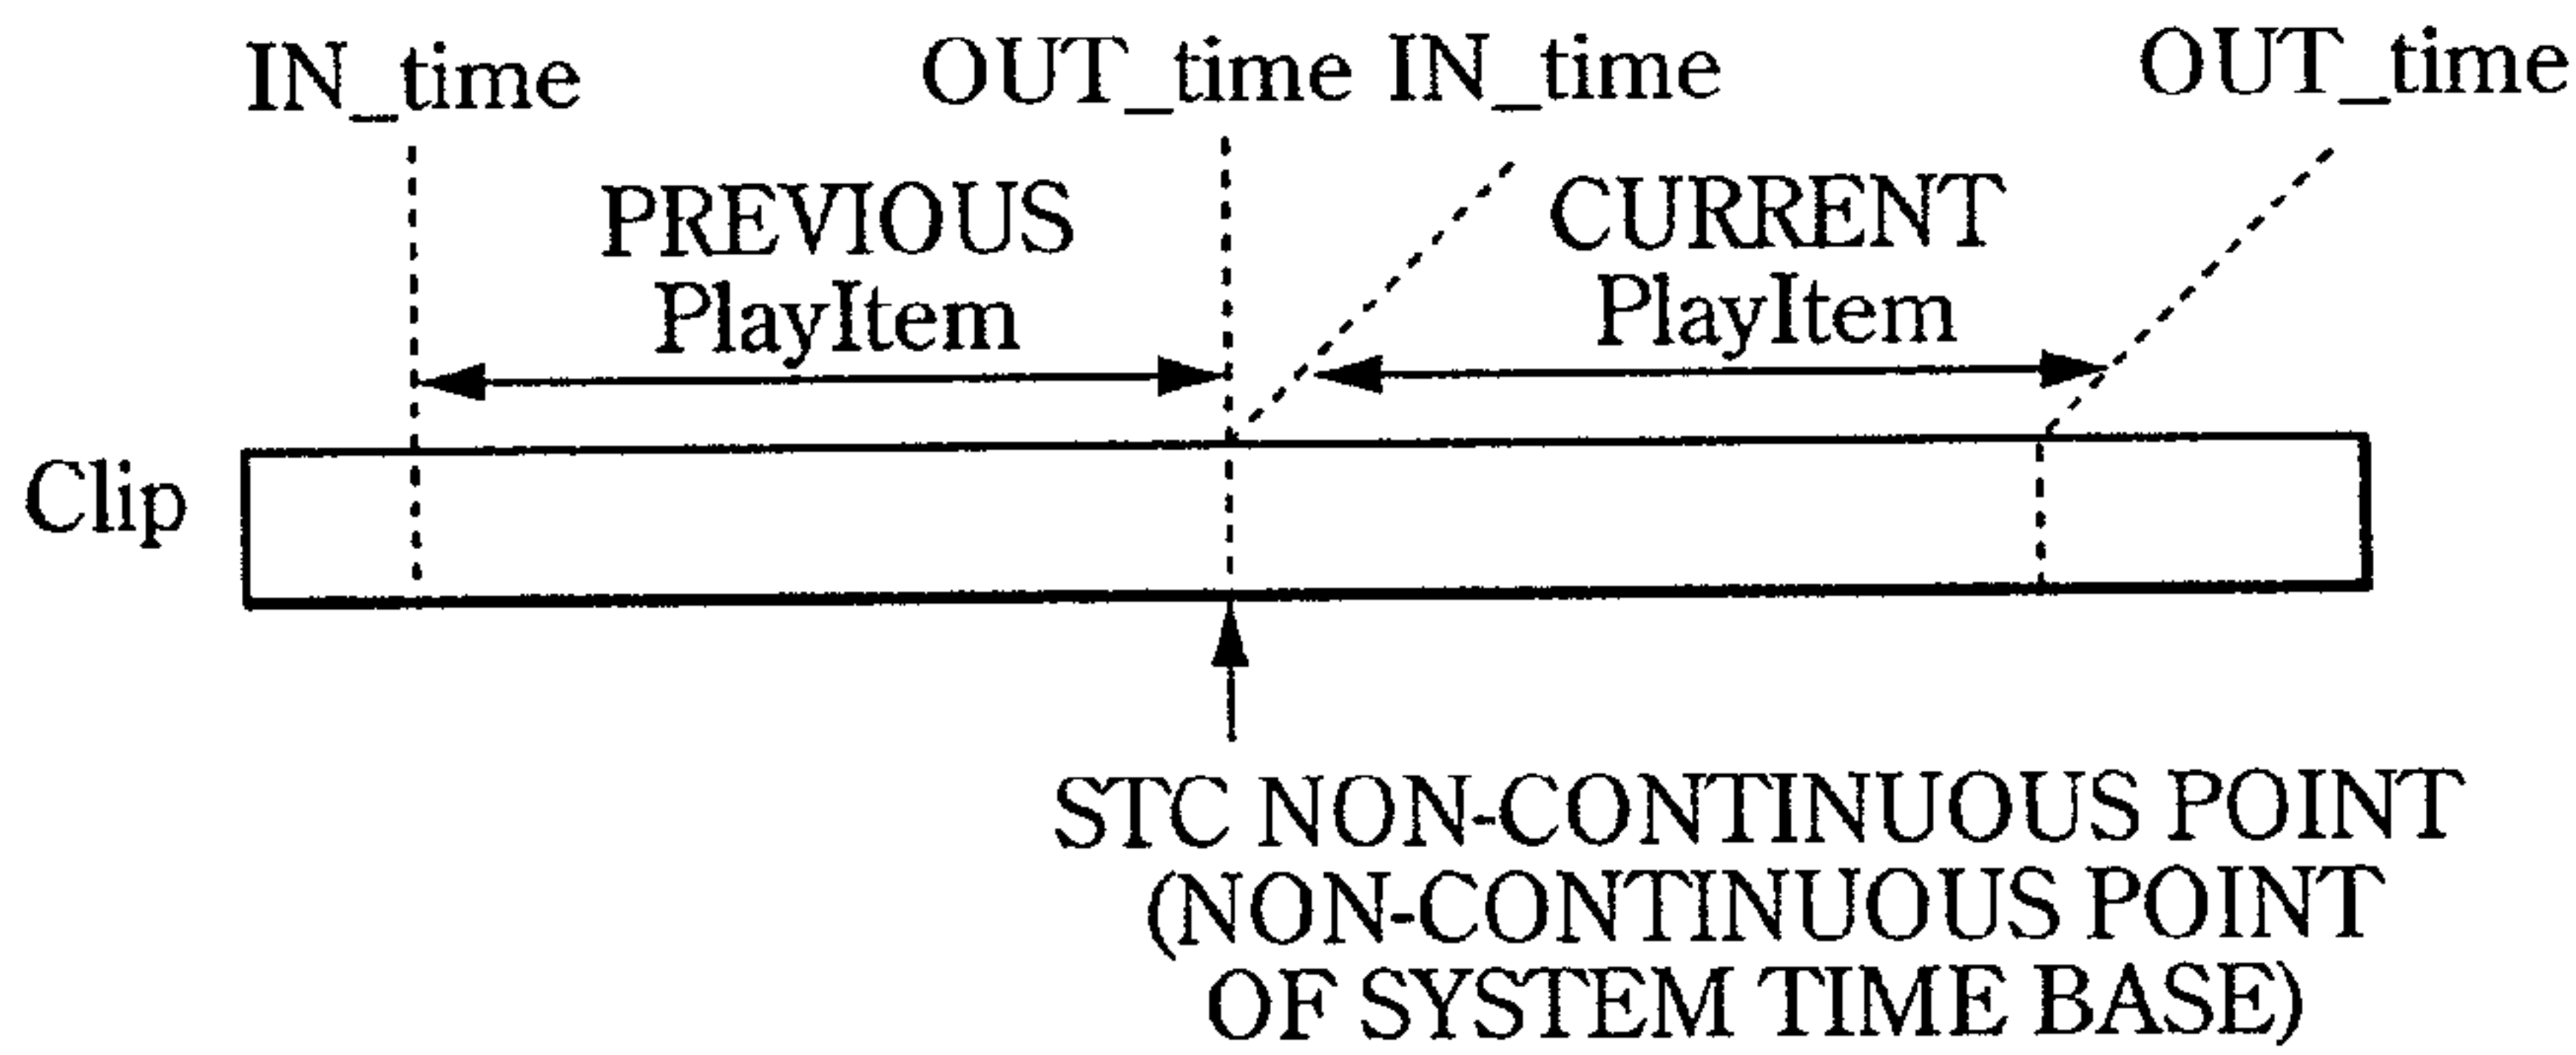 IN_time OUT_time IN_time OUT_time
PREVIOUS
PlayItem
CURRENT
PlayItem
Clip
STC NON-CONTINUOUS POINT
(NON-CONTINUOUS POINT
OF SYSTEM TIME BASE)